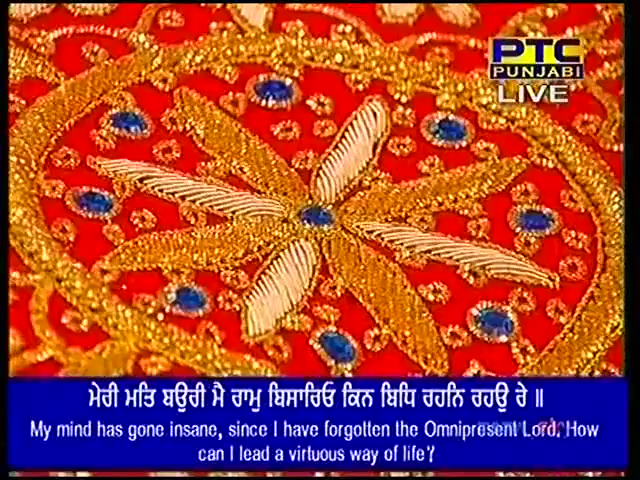 PTC
PUNJABI
LIVE
ਮੇਰੀ ਮਤਿ ਬਉਰੀ ਮੈ ਰਾਮੁ ਬਿਸਾਰਿਓ ਕਿਨ ਬਿਧਿ ਰਹਨਿ ਰਹਉ ਰੇ ॥
My mind has gone insane, since I have forgotten the Omnipresent Lord, How
can I lead a virtuous way of life?